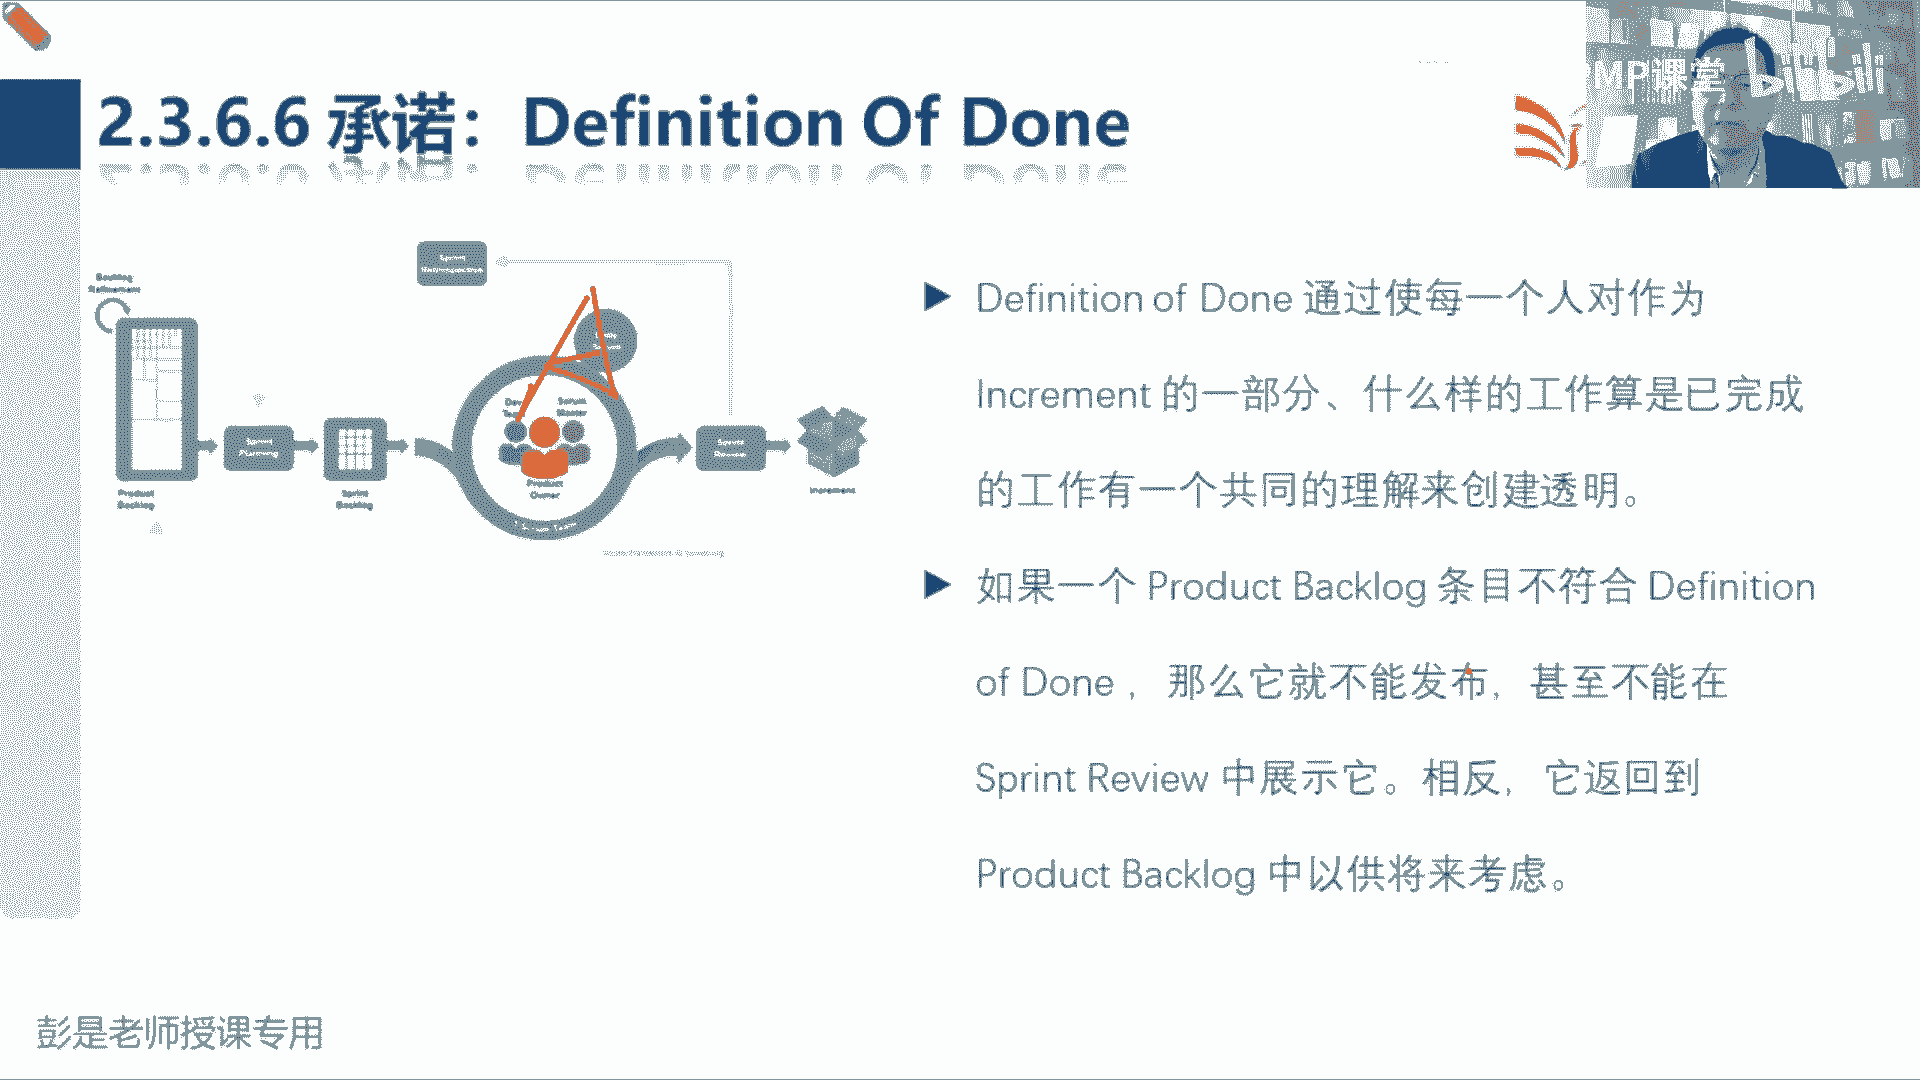 PMP课堂 bilibili
2.3.6.6 承诺：Definition Of Done
Sprint
Retrospective
Backlog
Refinement
Scrum
Master
Product
Owner
Sprint
Planning
Sprint
Review
Product
Backlog
Sprint
Backlog
Increment
Definition of Done 通过使每一个人对作为
Increment 的一部分、什么样的工作算是已完成
的工作有一个共同的理解来创建透明。
如果一个 Product Backlog 条目不符合 Definition
of Done ，那么它就不能发布，甚至不能在
Sprint Review 中展示它。相反，它返回到
Product Backlog 中以供将来考虑。
彭是老师授课专用